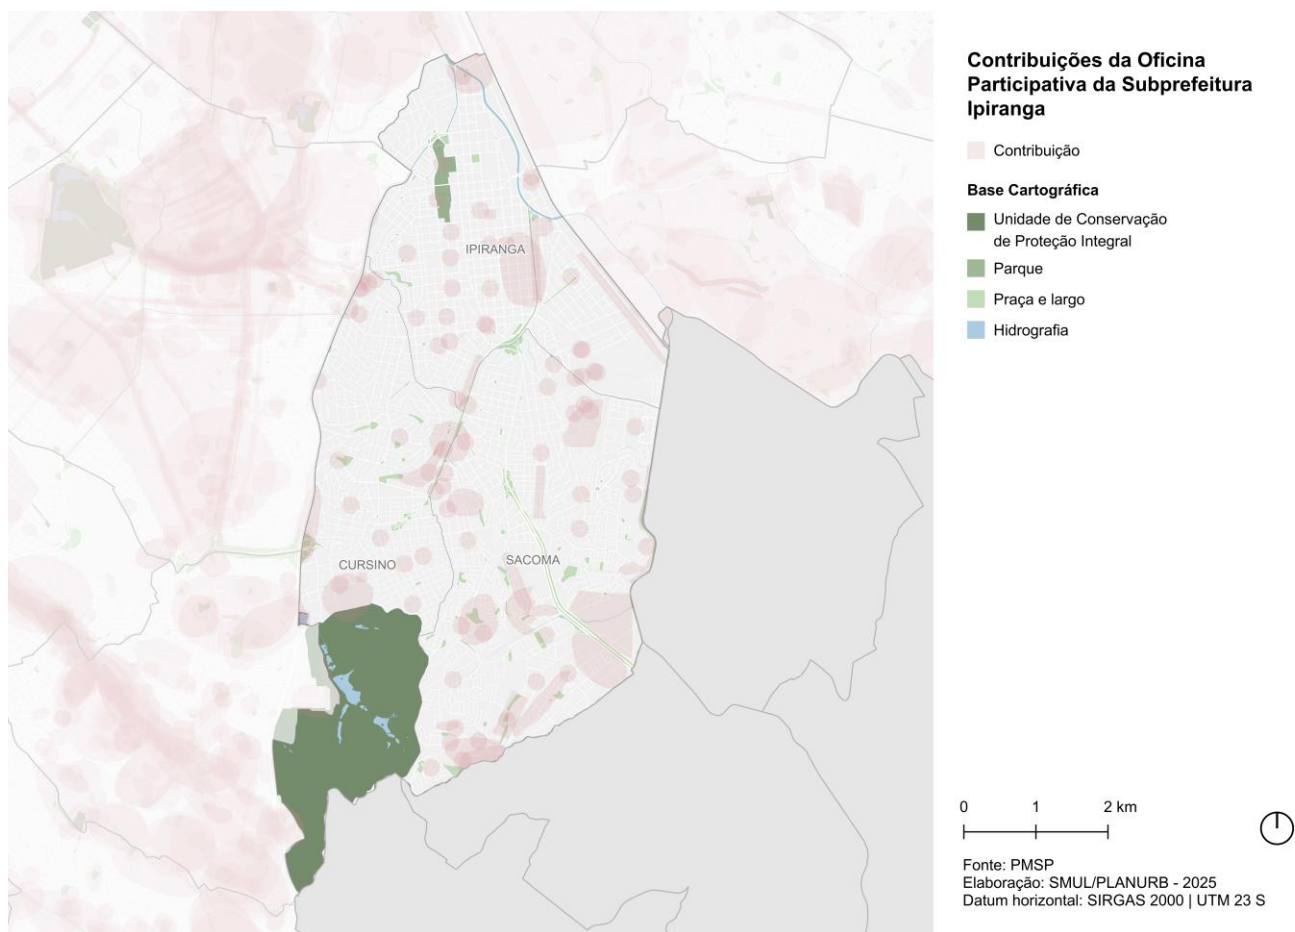 Contribuições da Oficina
Participativa da Subprefeitura
Ipiranga
Contribuição
Base Cartográfica
Unidade de Conservação
de Proteção Integral
Parque
Praça e largo
Hidrografia
IPIRANGA
CURSINO
SACOMA
0 1 2 km
Fonte: PMSP
Elaboração: SMUL/PLANURB - 2025
Datum horizontal: SIRGAS 2000 | UTM 23 S